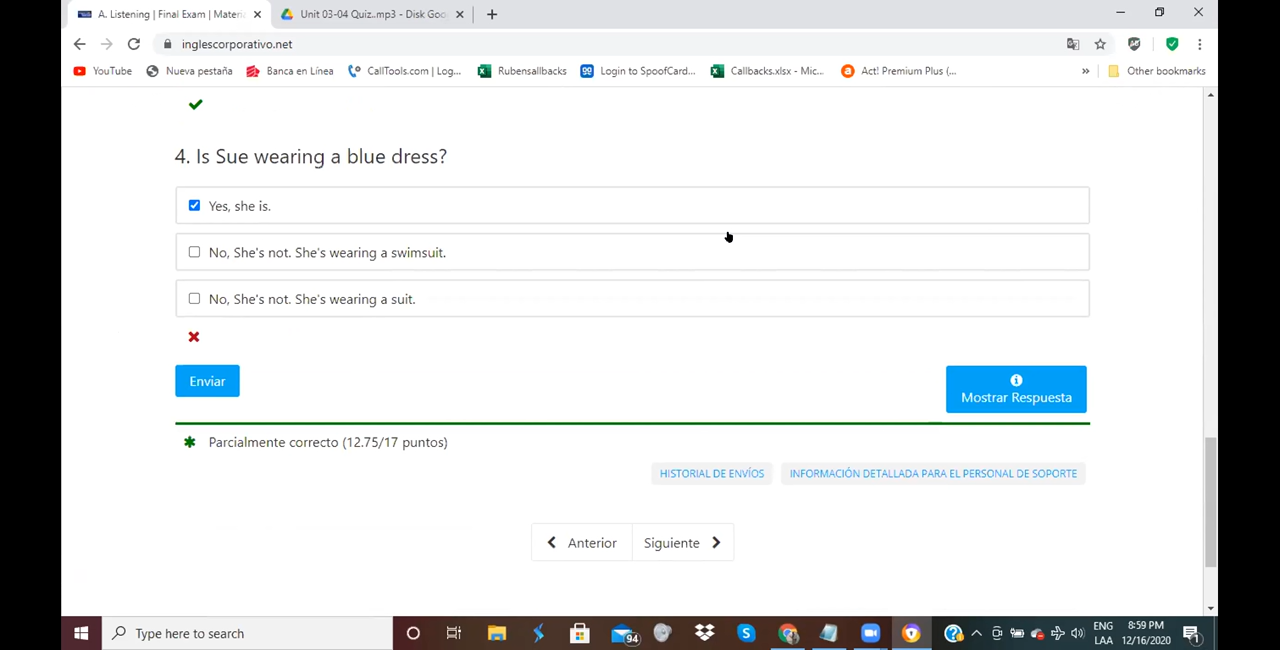 A. Listening | Final Exam | Materi
Unit 03-04 Quiz..mp3 - Disk Goo
inglescorporativo.net
YouTube
Nueva pestaña
Banca en Línea
CallTools.com | Log...
Rubensallbacks
Login to SpoofCard...
Callbacks.xlsx - Mic...
Act! Premium Plus (...
»
Other bookmarks
4. Is Sue wearing a blue dress?
Yes, she is.
No, She's not. She's wearing a swimsuit.
No, She's not. She's wearing a suit.
Enviar
Mostrar Respuesta
Parcialmente correcto (12.75/17 puntos)
HISTORIAL DE ENVÍOS
INFORMACIÓN DETALLADA PARA EL PERSONAL DE SOPORTE
Anterior
Siguiente
Type here to search
94
ENG
LAA
8:59 PM
12/16/2020
1